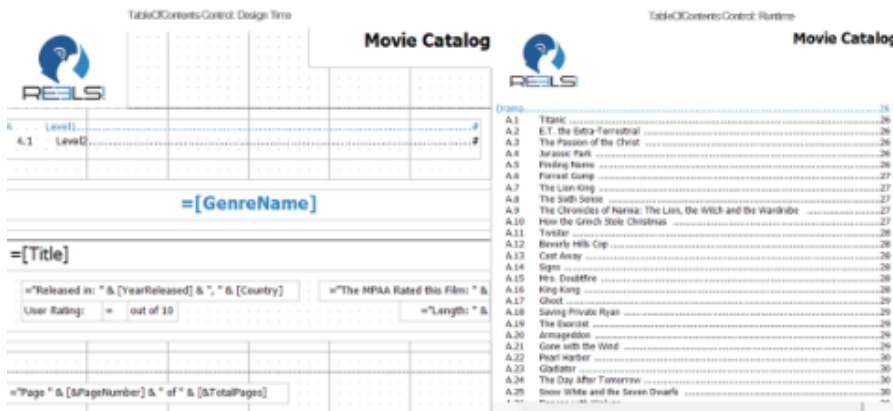 TableOfContents Control: Design Time
Movie Catalog
REELS!
A. Level1 #
A.1 Level2 #
=[GenreName]
=[Title]
="Released in: " & [YearReleased] & ", " & [Country]
="The MPAA Rated this Film: " &
User Rating: = out of 10
="Length: " &
="Page " & [&PageNumber] & " of " & [&TotalPages]
TableOfContents Control: Runtime
Movie Catalog
REELS!
Drama 26
A.1 Titanic 26
A.2 E.T. the Extra-Terrestrial 26
A.3 The Passion of the Christ 26
A.4 Jurassic Park 26
A.5 Finding Nemo 26
A.6 Forrest Gump 27
A.7 The Lion King 27
A.8 The Sixth Sense 27
A.9 The Chronicles of Narnia: The Lion, the Witch and the Wardrobe 27
A.10 How the Grinch Stole Christmas 27
A.11 Twister 28
A.12 Beverly Hills Cop 28
A.13 Cast Away 28
A.14 Signs 28
A.15 Mrs. Doubtfire 28
A.16 King Kong 28
A.17 Ghost 29
A.18 Saving Private Ryan 29
A.19 The Exorcist 29
A.20 Armageddon 29
A.21 Gone with the Wind 29
A.22 Pearl Harbor 30
A.23 Gladiator 30
A.24 The Day After Tomorrow 30
A.25 Snow White and the Seven Dwarfs 30